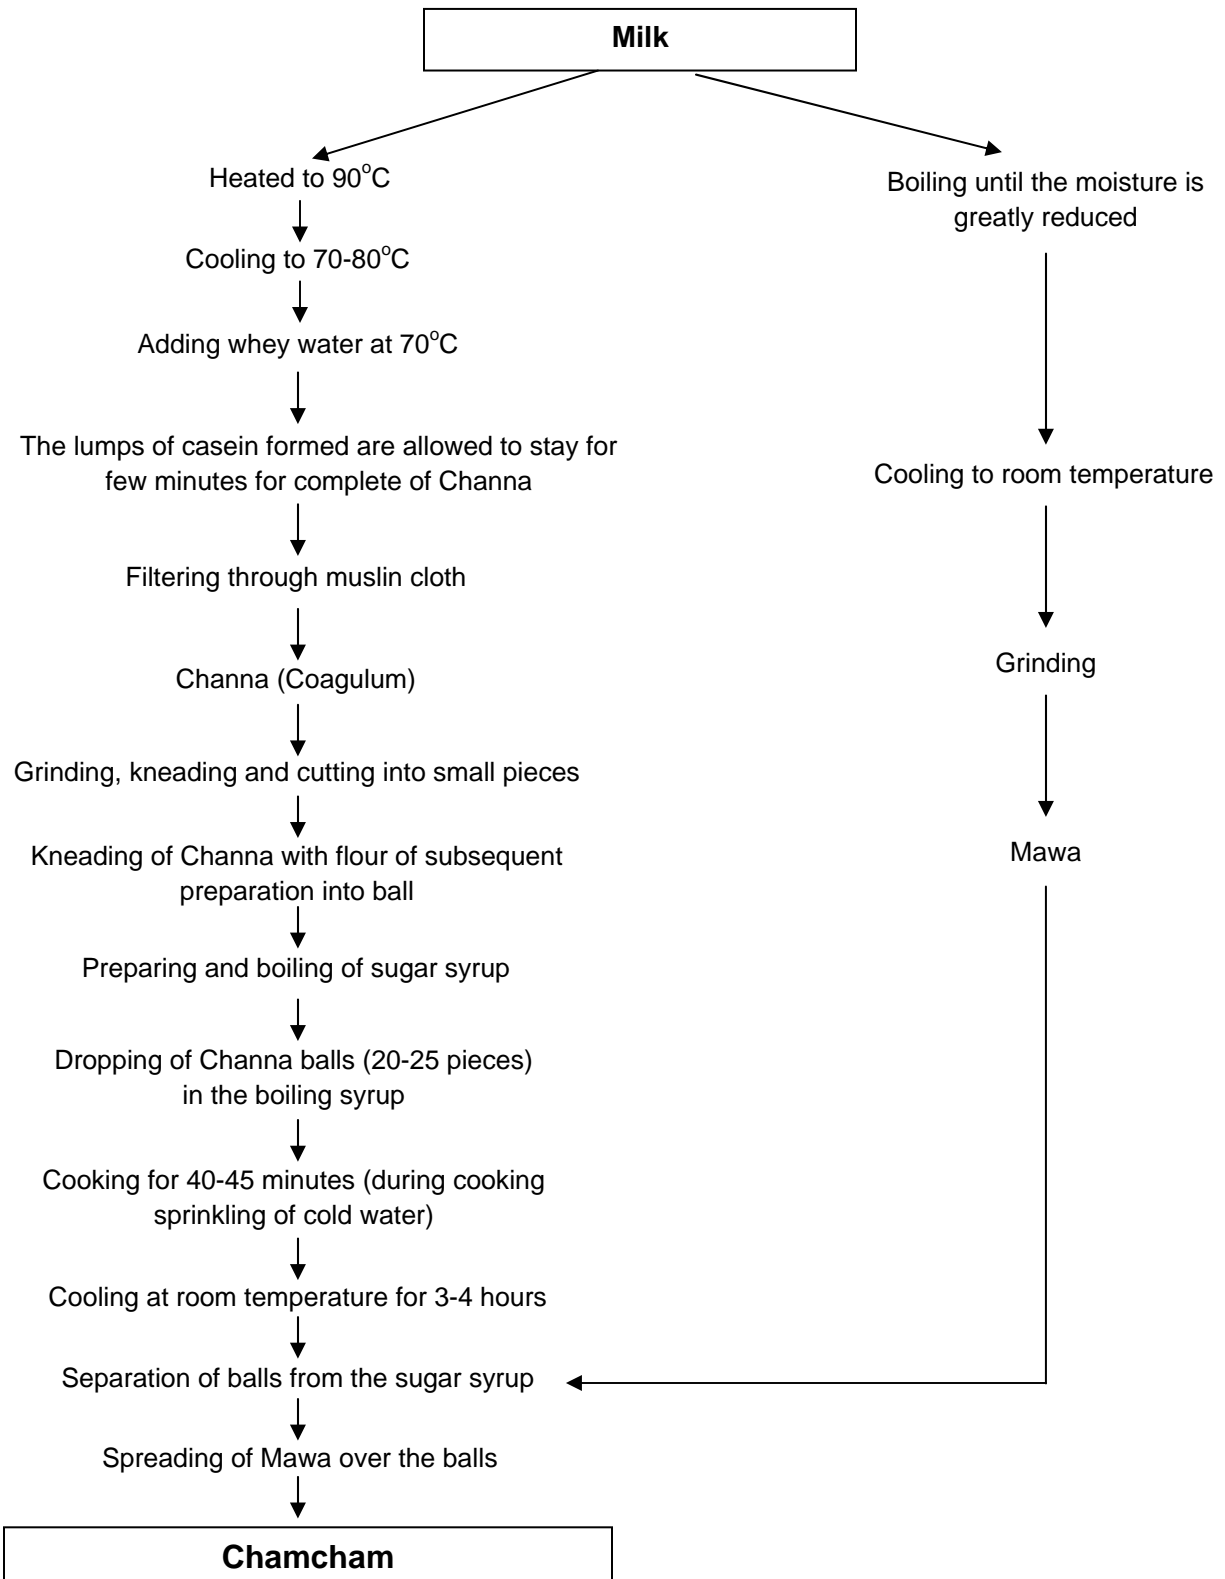 Milk
Heated to 90°C
Cooling to 70-80°C
Adding whey water at 70°C
The lumps of casein formed are allowed to stay for
few minutes for complete of Channa
Filtering through muslin cloth
Channa (Coagulum)
Grinding, kneading and cutting into small pieces
Kneading of Channa with flour of subsequent
preparation into ball
Preparing and boiling of sugar syrup
Dropping of Channa balls (20-25 pieces)
in the boiling syrup
Cooking for 40-45 minutes (during cooking
sprinkling of cold water)
Cooling at room temperature for 3-4 hours
Separation of balls from the sugar syrup
Spreading of Mawa over the balls
Chamcham
Boiling until the moisture is
greatly reduced
Cooling to room temperature
Grinding
Mawa